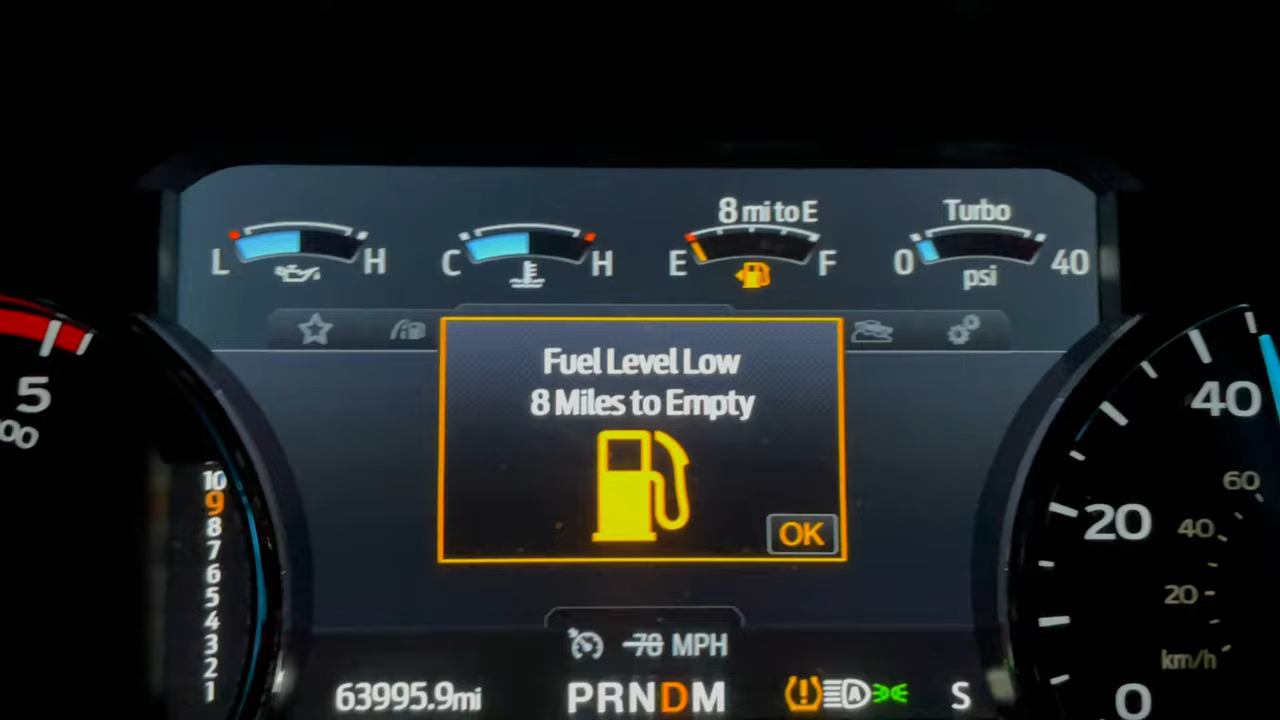 8 mi to E
Turbo
L H
C H
E F
0 40
psi
Fuel Level Low
8 Miles to Empty
OK
5
00
10
9
8
7
6
5
4
3
2
1
40
20
0
60
40
20
km/h
70 MPH
63995.9mi
PRNDM
A
S